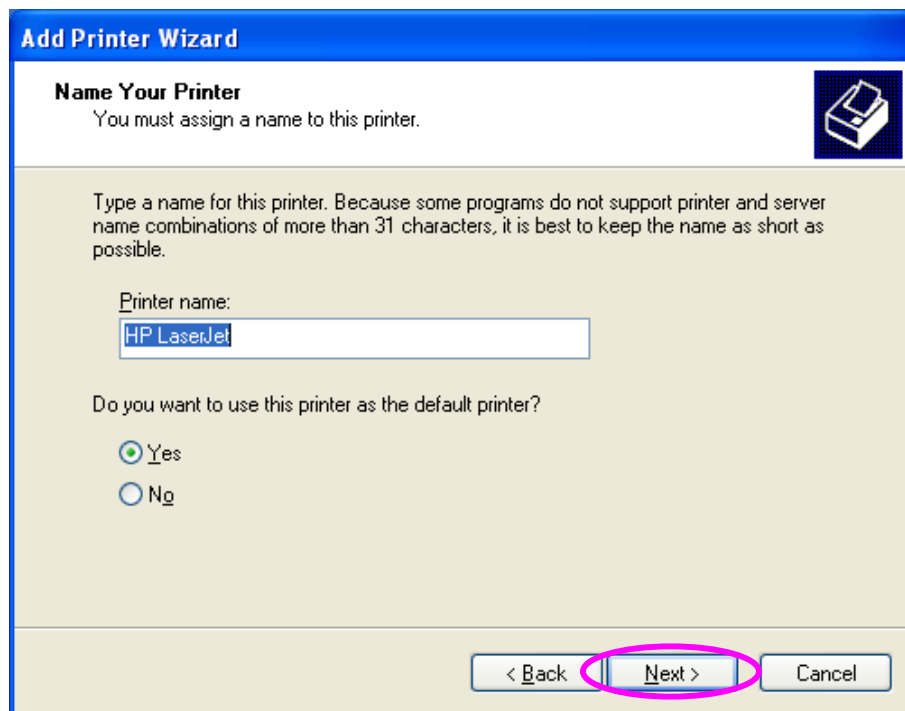 Add Printer Wizard
Name Your Printer
You must assign a name to this printer.
Type a name for this printer. Because some programs do not support printer and server
name combinations of more than 31 characters, it is best to keep the name as short as
possible.
Printer name:
HP LaserJet
Do you want to use this printer as the default printer?
Yes
No
< Back Next > Cancel